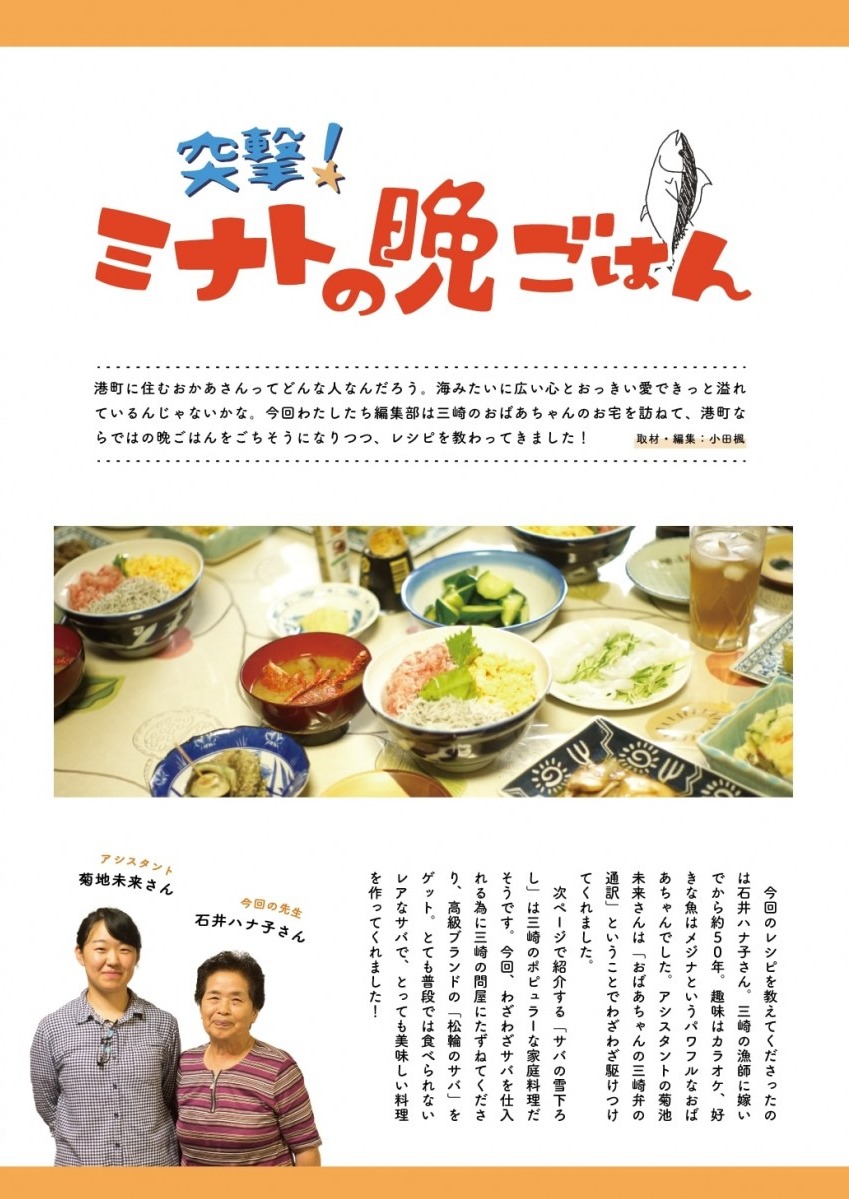 突撃!
ミナトの晩ごはん
港町に住むおかあさんってどんな人なんだろう。海みたいに広い心とおっきい愛できっと溢れ
ているんじゃないかな。今回わたしたち編集部は三崎のおばあちゃんのお宅を訪ねて、港町な
らではの晩ごはんをごちそうになりつつ、レシピを教わってきました!
取材・編集:小田楓
アシスタント
菊地未来さん
今回の先生
石井ハナ子さん
今回のレシピを教えてくださったの
は石井ハナ子さん。三崎の漁師に嫁い
でから約50年。趣味はカラオケ、好
きな魚はメジナというパワフルなおば
あちゃんでした。アシスタントの菊池
未来さんは「おばあちゃんの三崎弁の
通訳」ということでわざわざ駆けつけ
てくれました。
次ページで紹介する「サバの雪下ろ
し」は三崎のポピュラーな家庭料理だ
そうです。今回、わざわざサバを仕入
れる為に三崎の問屋にたずねてくださ
り、高級ブランドの「松輪のサバ」を
ゲット。とても普段では食べられない
レアなサバで、とっても美味しい料理
を作ってくれました!